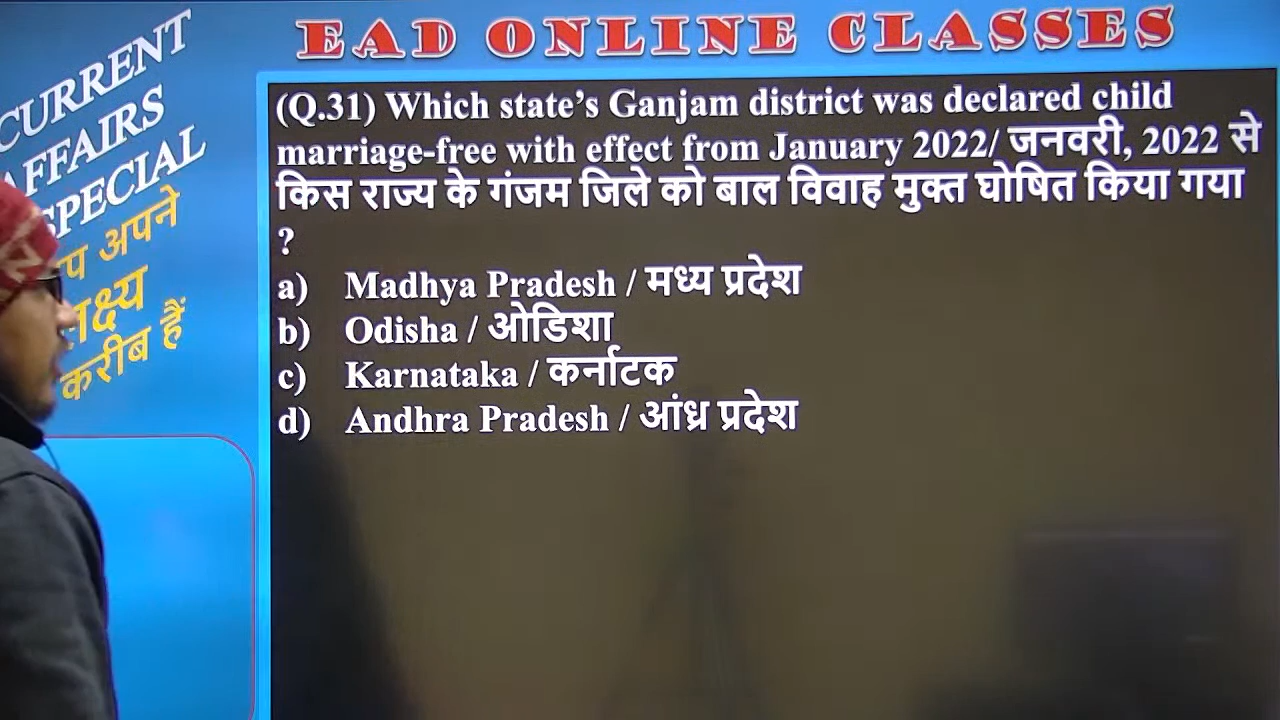 EAD ONLINE CLASSES
CURRENT
AFFAIRS
SPECIAL
अपने
लक्ष्य
करीब हैं
(Q.31) Which state's Ganjam district was declared child
marriage-free with effect from January 2022/ जनवरी, 2022 से
किस राज्य के गंजम जिले को बाल विवाह मुक्त घोषित किया गया
?
a) Madhya Pradesh / मध्य प्रदेश
b) Odisha / ओडिशा
c) Karnataka / कर्नाटक
d) Andhra Pradesh / आंध्र प्रदेश